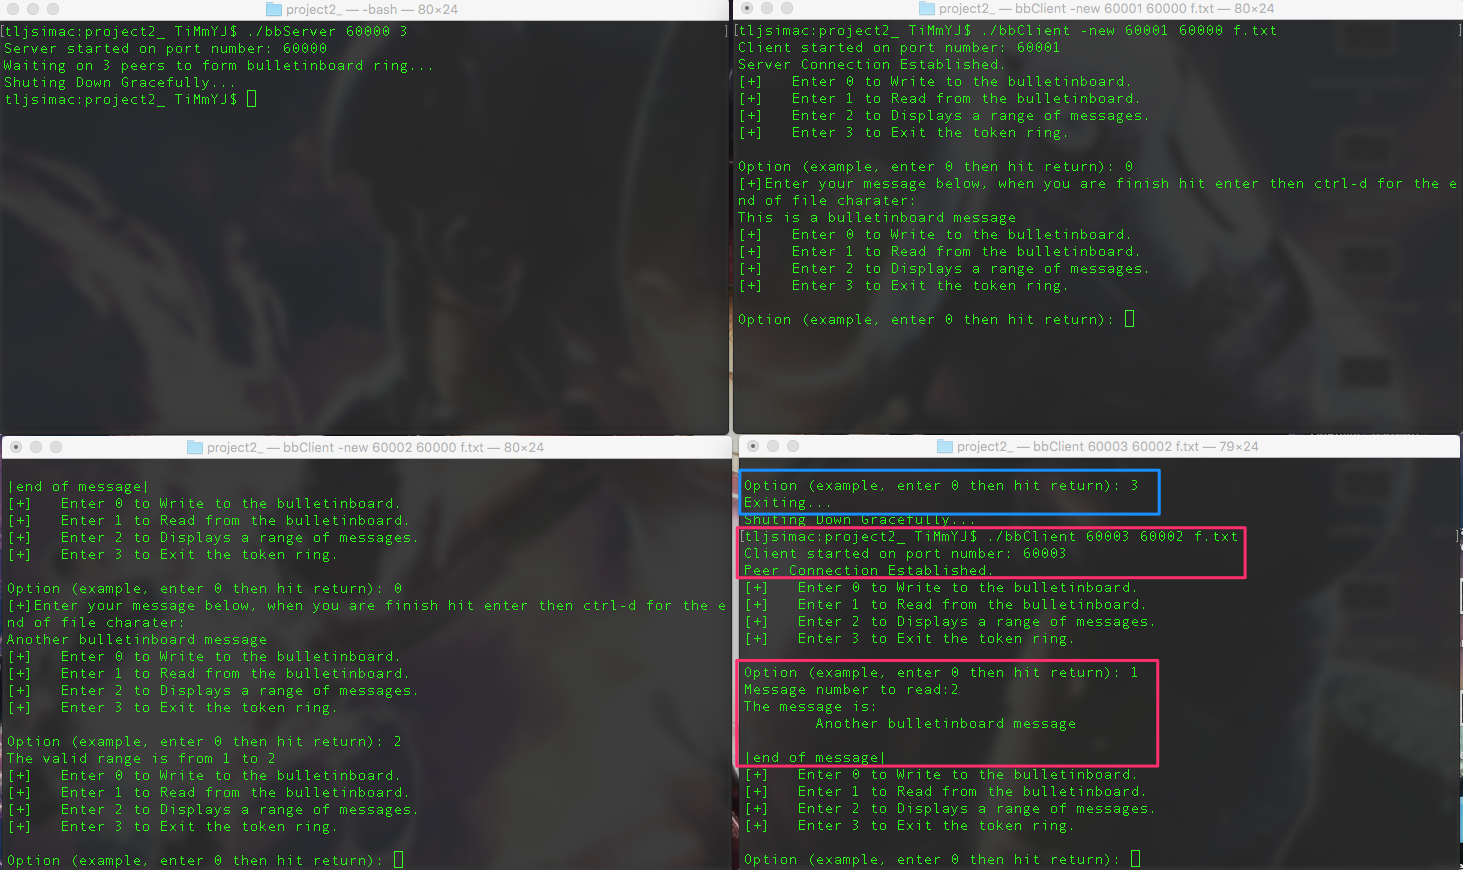 project2_ — -bash — 80×24
[tljsimac:project2_ TiMmYJ$ ./bbServer 60000 3 ]
Server started on port number: 60000
Waiting on 3 peers to form bulletinboard ring...
Shuting Down Gracefully...
tljsimac:project2_ TiMmYJ$
project2_ — bbClient -new 60001 60000 f.txt — 80×24
[tljsimac:project2_ TiMmYJ$ ./bbClient -new 60001 60000 f.txt ]
Client started on port number: 60001
Server Connection Established.
[+]   Enter 0 to Write to the bulletinboard.
[+]   Enter 1 to Read from the bulletinboard.
[+]   Enter 2 to Displays a range of messages.
[+]   Enter 3 to Exit the token ring.
Option (example, enter 0 then hit return): 0
[+]Enter your message below, when you are finish hit enter then ctrl-d for the e
nd of file charater:
This is a bulletinboard message
[+]   Enter 0 to Write to the bulletinboard.
[+]   Enter 1 to Read from the bulletinboard.
[+]   Enter 2 to Displays a range of messages.
[+]   Enter 3 to Exit the token ring.
Option (example, enter 0 then hit return):
project2_ — bbClient -new 60002 60000 f.txt — 80×24
|end of message|
[+]   Enter 0 to Write to the bulletinboard.
[+]   Enter 1 to Read from the bulletinboard.
[+]   Enter 2 to Displays a range of messages.
[+]   Enter 3 to Exit the token ring.
Option (example, enter 0 then hit return): 0
[+]Enter your message below, when you are finish hit enter then ctrl-d for the e
nd of file charater:
Another bulletinboard message
[+]   Enter 0 to Write to the bulletinboard.
[+]   Enter 1 to Read from the bulletinboard.
[+]   Enter 2 to Displays a range of messages.
[+]   Enter 3 to Exit the token ring.
Option (example, enter 0 then hit return): 2
The valid range is from 1 to 2
[+]   Enter 0 to Write to the bulletinboard.
[+]   Enter 1 to Read from the bulletinboard.
[+]   Enter 2 to Displays a range of messages.
[+]   Enter 3 to Exit the token ring.
Option (example, enter 0 then hit return):
project2_ — bbClient 60003 60002 f.txt — 79×24
Option (example, enter 0 then hit return): 3
Exiting...
Shuting Down Gracefully...
[tljsimac:project2_ TiMmYJ$ ./bbClient 60003 60002 f.txt ]
Client started on port number: 60003
Peer Connection Established.
[+]   Enter 0 to Write to the bulletinboard.
[+]   Enter 1 to Read from the bulletinboard.
[+]   Enter 2 to Displays a range of messages.
[+]   Enter 3 to Exit the token ring.
Option (example, enter 0 then hit return): 1
Message number to read:2
The message is:
Another bulletinboard message
|end of message|
[+]   Enter 0 to Write to the bulletinboard.
[+]   Enter 1 to Read from the bulletinboard.
[+]   Enter 2 to Displays a range of messages.
[+]   Enter 3 to Exit the token ring.
Option (example, enter 0 then hit return):